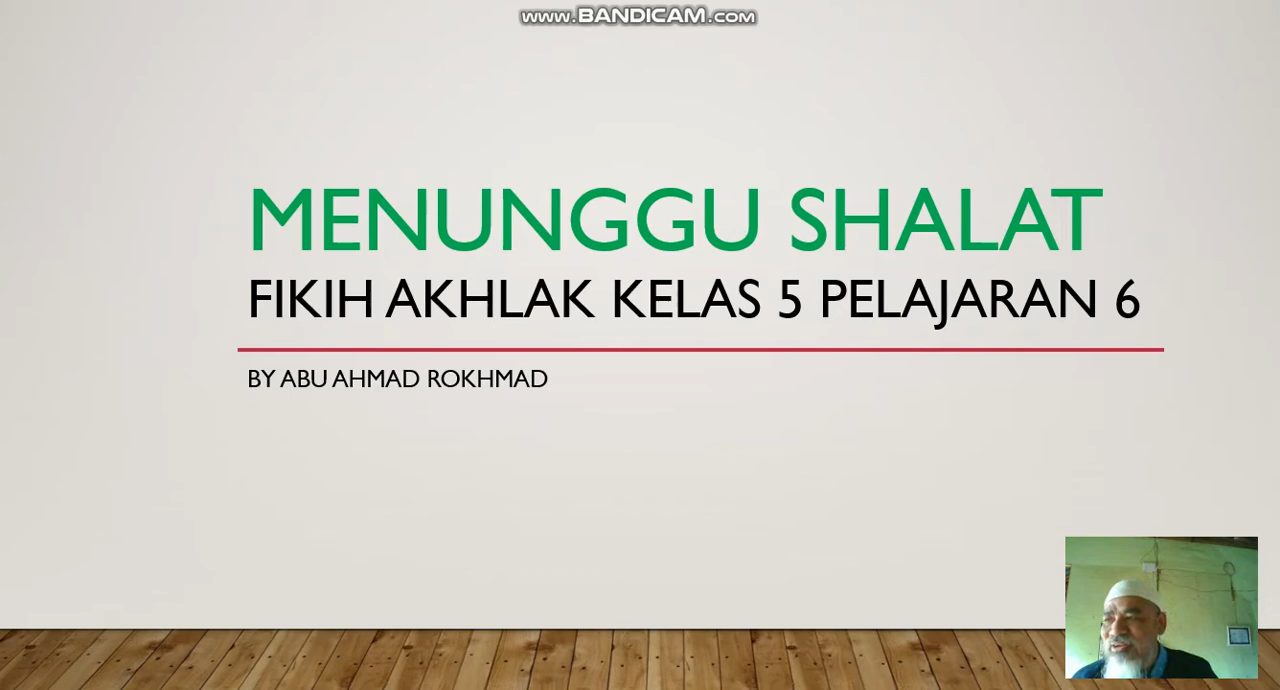 www.BANDICAM.com
MENUNGGU SHALAT
FIKIH AKHLAK KELAS 5 PELAJARAN 6
BY ABU AHMAD ROKHMAD